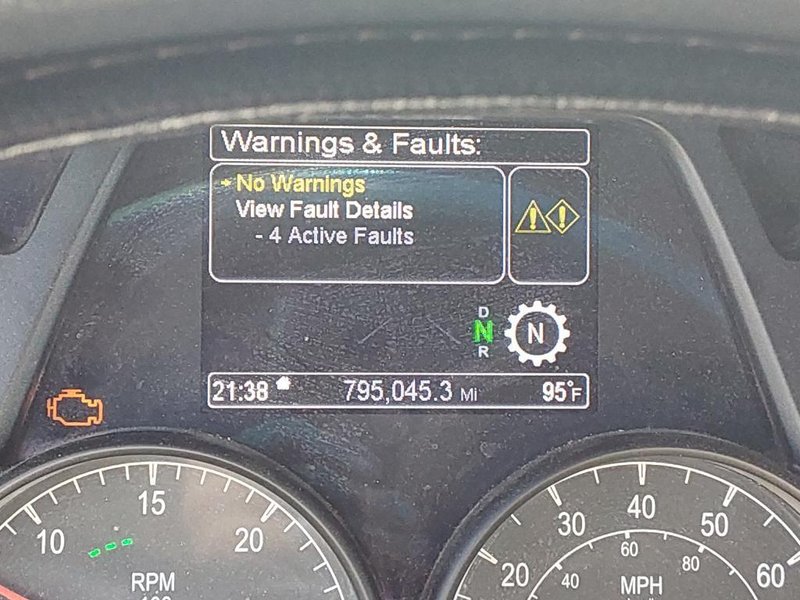 Warnings & Faults:
No Warnings
View Fault Details
- 4 Active Faults
D
N
R
N
21:38 795,045.3 Mi 95°F
10 15 20
RPM
20 30 40 50 60
40 60 80
MPH